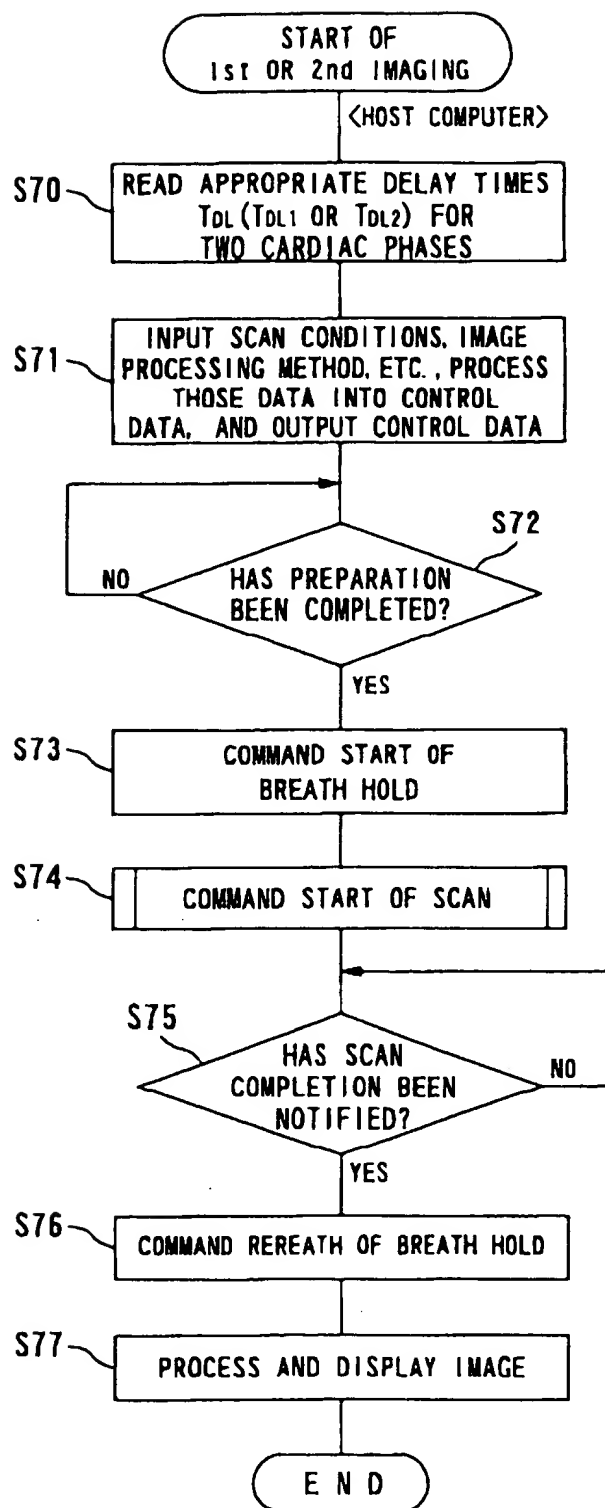 START OF
1st OR 2nd IMAGING
<HOST COMPUTER>
S70
READ APPROPRIATE DELAY TIMES
TDL (TDL1 OR TDL2) FOR
TWO CARDIAC PHASES
S71
INPUT SCAN CONDITIONS, IMAGE
PROCESSING METHOD, ETC., PROCESS
THOSE DATA INTO CONTROL
DATA, AND OUTPUT CONTROL DATA
S72
NO
HAS PREPARATION
BEEN COMPLETED?
YES
S73
COMMAND START OF
BREATH HOLD
S74
COMMAND START OF SCAN
S75
HAS SCAN
COMPLETION BEEN
NOTIFIED?
NO
YES
S76
COMMAND REREATH OF BREATH HOLD
S77
PROCESS AND DISPLAY IMAGE
END